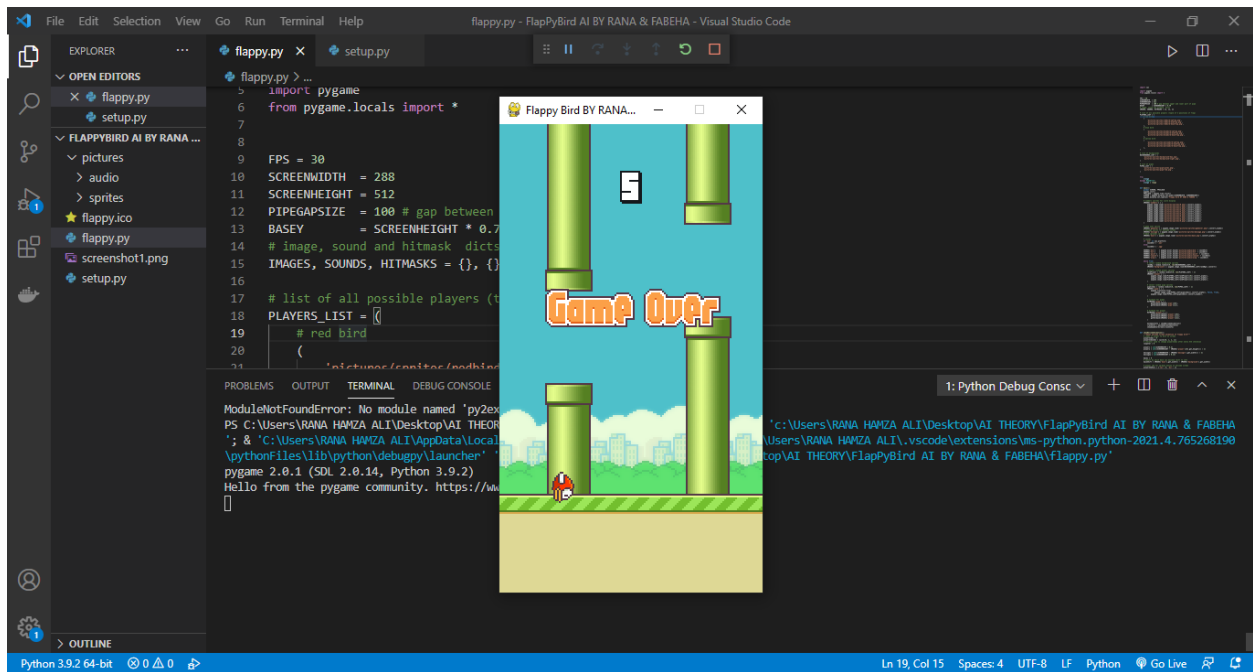 File Edit Selection View Go Run Terminal Help
flappy.py - FlapPyBird AI BY RANA & FABEHA - Visual Studio Code
EXPLORER
OPEN EDITORS
flappy.py
setup.py
FLAPPYBIRD AI BY RANA ...
pictures
audio
sprites
flappy.ico
flappy.py
screenshot1.png
setup.py
OUTLINE
1
1
flappy.py setup.py
flappy.py > ...
5 import pygame
6 from pygame.locals import *
7
8
9 FPS = 30
10 SCREENWIDTH = 288
11 SCREENHEIGHT = 512
12 PIPEGAPSIZE = 100 # gap between
13 BASEY = SCREENHEIGHT * 0.7
14 # image, sound and hitmask dicts
15 IMAGES, SOUNDS, HITMASKS = {}, {}
16
17 # list of all possible players (t
18 PLAYERS_LIST = (
19 # red bird
20 (
21 'pictures/sprites/redbird
Flappy Bird BY RANA...
5
Game Over
PROBLEMS OUTPUT TERMINAL DEBUG CONSOLE
1: Python Debug Consc
ModuleNotFoundError: No module named 'py2ex
PS C:\Users\RANA HAMZA ALI\Desktop\AI THEOR 'c:\Users\RANA HAMZA ALI\Desktop\AI THEORY\FlapPyBird AI BY RANA & FABEHA
'; & 'C:\Users\RANA HAMZA ALI\AppData\Local \Users\RANA HAMZA ALI\.vscode\extensions\ms-python.python-2021.4.765268190
\pythonFiles\lib\python\debugpy\launcher' ' top\AI THEORY\FlapPyBird AI BY RANA & FABEHA\flappy.py'
pygame 2.0.1 (SDL 2.0.14, Python 3.9.2)
Hello from the pygame community. https://ww
Python 3.9.2 64-bit 0 0 Ln 19, Col 15 Spaces: 4 UTF-8 LF Python Go Live